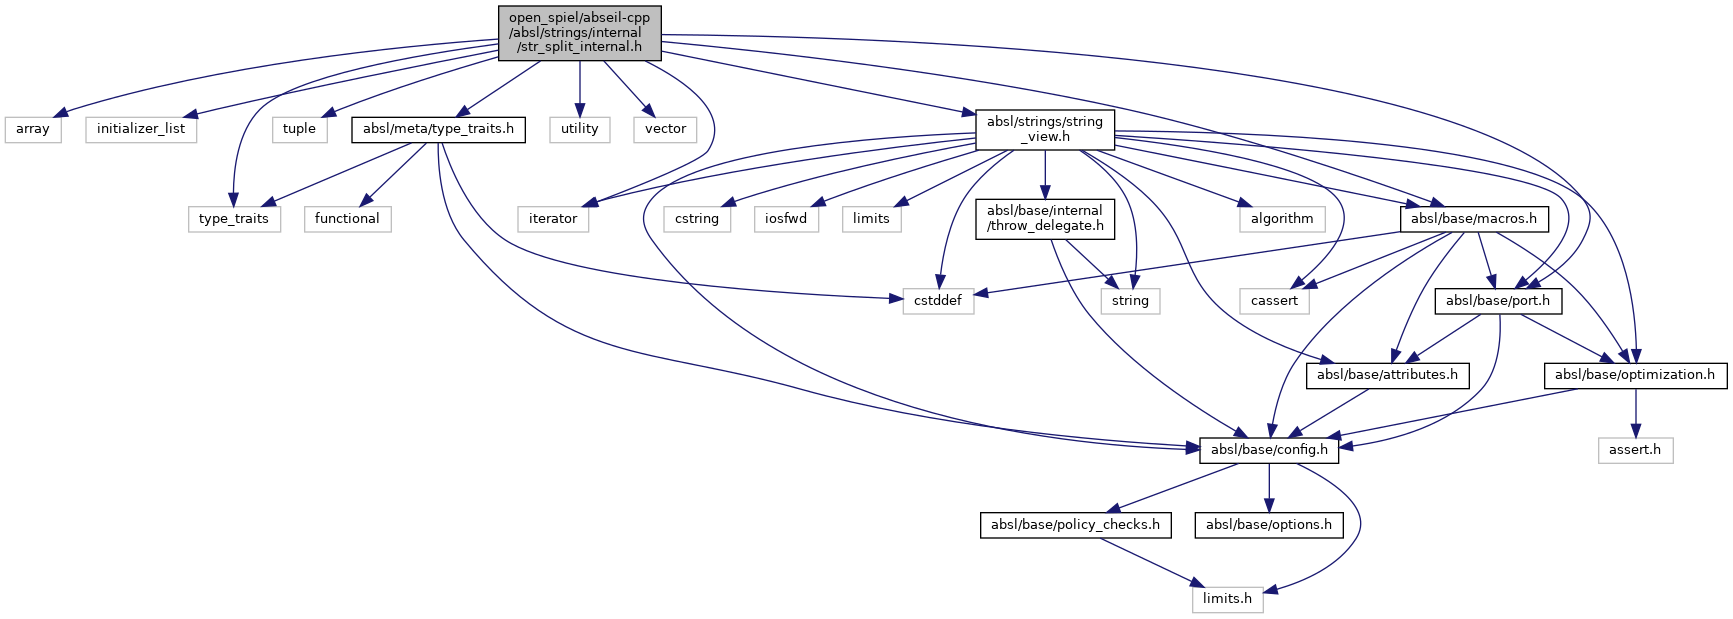 open_spiel/abseil-cpp
/absl/strings/internal
/str_split_internal.h
array
initializer_list
tuple
absl/meta/type_traits.h
utility
vector
absl/strings/string
_view.h
type_traits
functional
iterator
cstring
iosfwd
limits
absl/base/internal
/throw_delegate.h
algorithm
absl/base/macros.h
cstddef
string
cassert
absl/base/port.h
absl/base/attributes.h
absl/base/optimization.h
absl/base/config.h
assert.h
absl/base/policy_checks.h
absl/base/options.h
limits.h